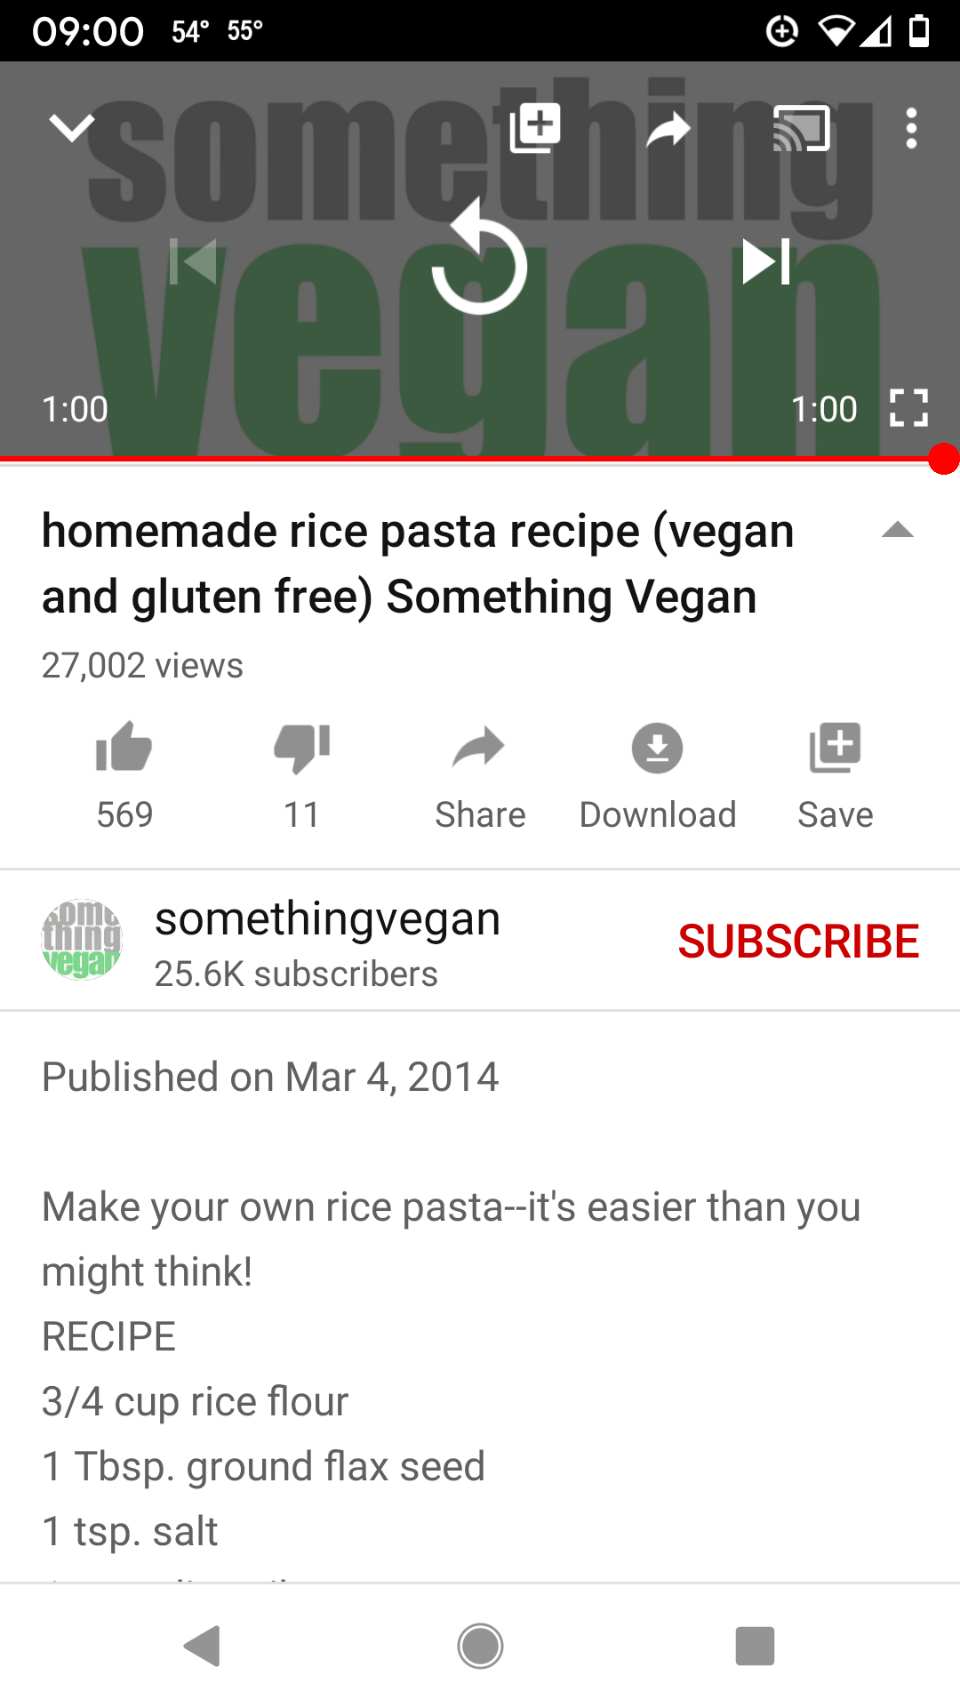 09:00 54° 55°
something
vegan
1:00 1:00
homemade rice pasta recipe (vegan
and gluten free) Something Vegan
27,002 views
569 11 Share Download Save
some
thing
vegan
somethingvegan
25.6K subscribers
SUBSCRIBE
Published on Mar 4, 2014
Make your own rice pasta--it's easier than you
might think!
RECIPE
3/4 cup rice flour
1 Tbsp. ground flax seed
1 tsp. salt